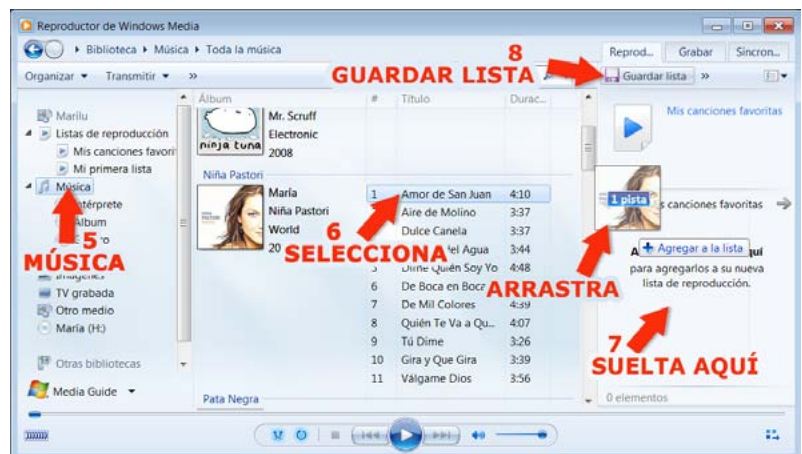 Reproductor de Windows Media
Biblioteca ▸ Música ▸ Toda la música
8
GUARDAR LISTA
Reprod... Grabar Sincron...
Organizar Transmitir »
Guardar lista »
Álbum # Título Durac...
Marilu
Listas de reproducción
Mis canciones favori
Mi primera lista
Música
Intérprete
Álbum
5
MÚSICA
TV grabada
Otro medio
María (H:)
Otras bibliotecas
Media Guide
ninja tuna
Mr. Scruff
Electronic
2008
Niña Pastori
María
Niña Pastori
World
20
1 Amor de San Juan 4:10
Aire de Molino 3:37
Dulce Canela 3:37
el Agua 3:44
5 Dime Quién Soy Yo 4:48
6 De Boca en Boca
7 De Mil Colores 4:39
8 Quién Te Va a Qu... 4:07
9 Tú Dime 3:26
10 Gira y Que Gira 3:39
11 Válgame Dios 3:56
6
SELECCIONA
Pata Negra
Mis canciones favoritas
1 pista
s canciones favoritas
Agregar a la lista
para agregarlos a su nueva
lista de reproducción.
ARRASTRA
7
SUELTA AQUÍ
0 elementos